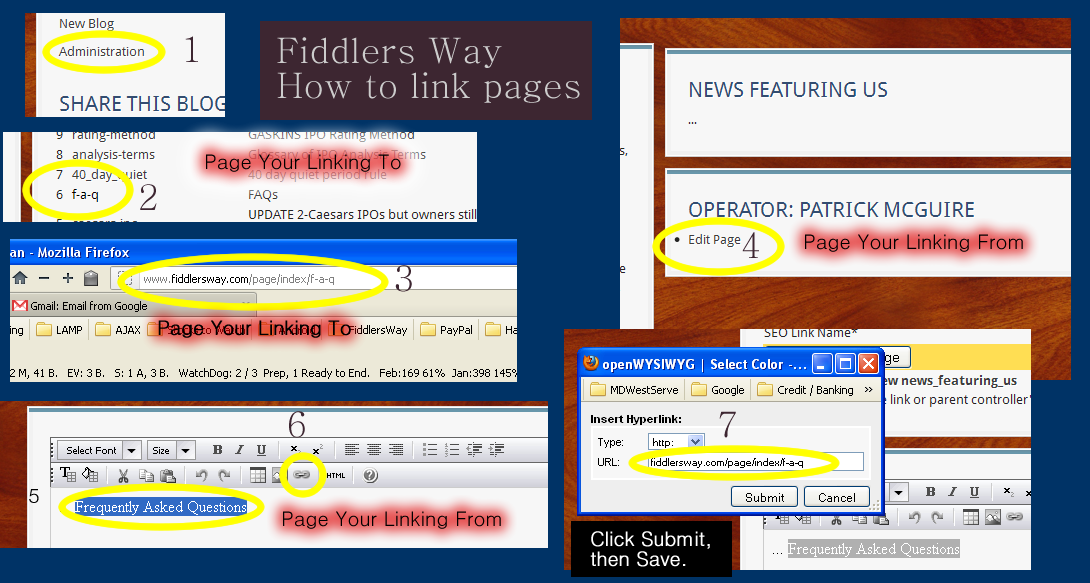 New Blog
Administration
1
SHARE THIS BLOG
Fiddlers Way
How to link pages
9 rating-method GASKINS IPO Rating Method
8 analysis-terms Glossary of IPO Analysis Terms
Page Your Linking To
7 40_day_quiet 40 day quiet period rule
6 f-a-q FAQs
2
UPDATE 2-Caesars IPOs but owners still
NEWS FEATURING US
...
OPERATOR: PATRICK MCGUIRE
Edit Page
4
Page Your Linking From
an - Mozilla Firefox
www.fiddlersway.com/page/index/f-a-q
3
Gmail: Email from Google
ing LAMP AJAX FiddlersWay PayPal Ha
Page Your Linking To
2 M, 41 B. EV: 3 B. S: 1 A, 3 B. WatchDog: 2 / 3 Prep, 1 Ready to End. Feb:169 61% Jan:398 145%
6
Select Font Size B I U
HTML
5
Frequently Asked Questions
Page Your Linking From
SEO Link Name*
ge
ew news_featuring_us
e link or parent controller"
openWYSIWYG | Select Color - ...
MDWestServe Google Credit / Banking »
Insert Hyperlink:
7
Type: http:
URL: fiddlersway.com/page/index/f-a-q
Submit Cancel
B I U
Click Submit,
then Save.
... Frequently Asked Questions